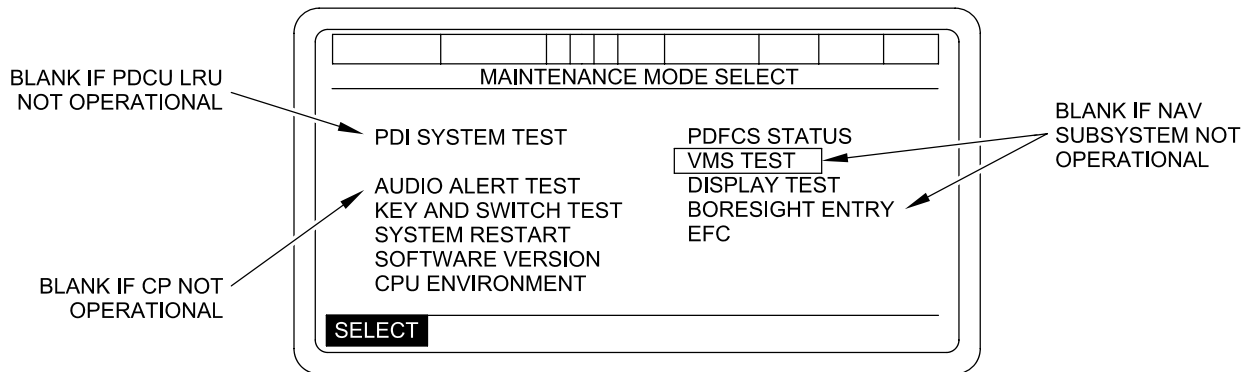 MAINTENANCE MODE SELECT
BLANK IF PDCU LRU
NOT OPERATIONAL
PDI SYSTEM TEST
AUDIO ALERT TEST
KEY AND SWITCH TEST
SYSTEM RESTART
SOFTWARE VERSION
CPU ENVIRONMENT
BLANK IF CP NOT
OPERATIONAL
PDFCS STATUS
VMS TEST
DISPLAY TEST
BORESIGHT ENTRY
EFC
BLANK IF NAV
SUBSYSTEM NOT
OPERATIONAL
SELECT